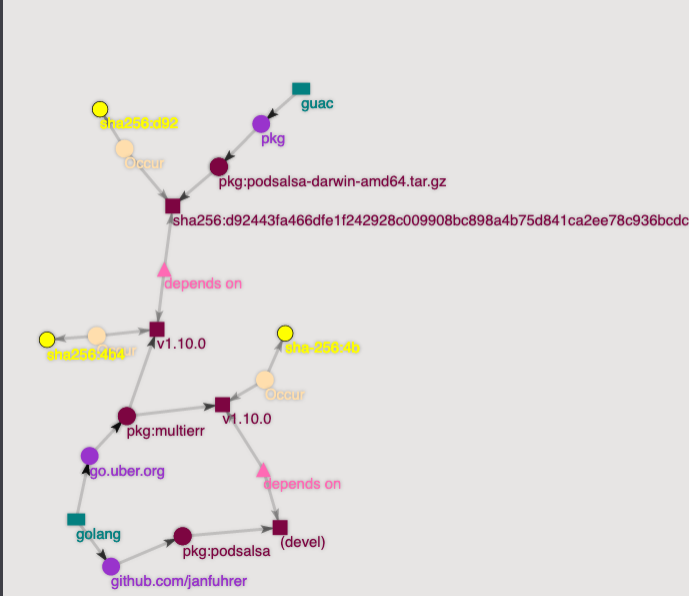 guac
sha256:d92
pkg
Occur
pkg:podsalsa-darwin-amd64.tar.gz
sha256:d92443fa466dfe1f242928c009908bc898a4b75d841ca2ee78c936bcdc
depends on
v1.10.0
Occur
sha256:4b4
sha-256:4b
Occur
v1.10.0
pkg:multierr
go.uber.org
depends on
golang
(devel)
pkg:podsalsa
github.com/janfuhrer